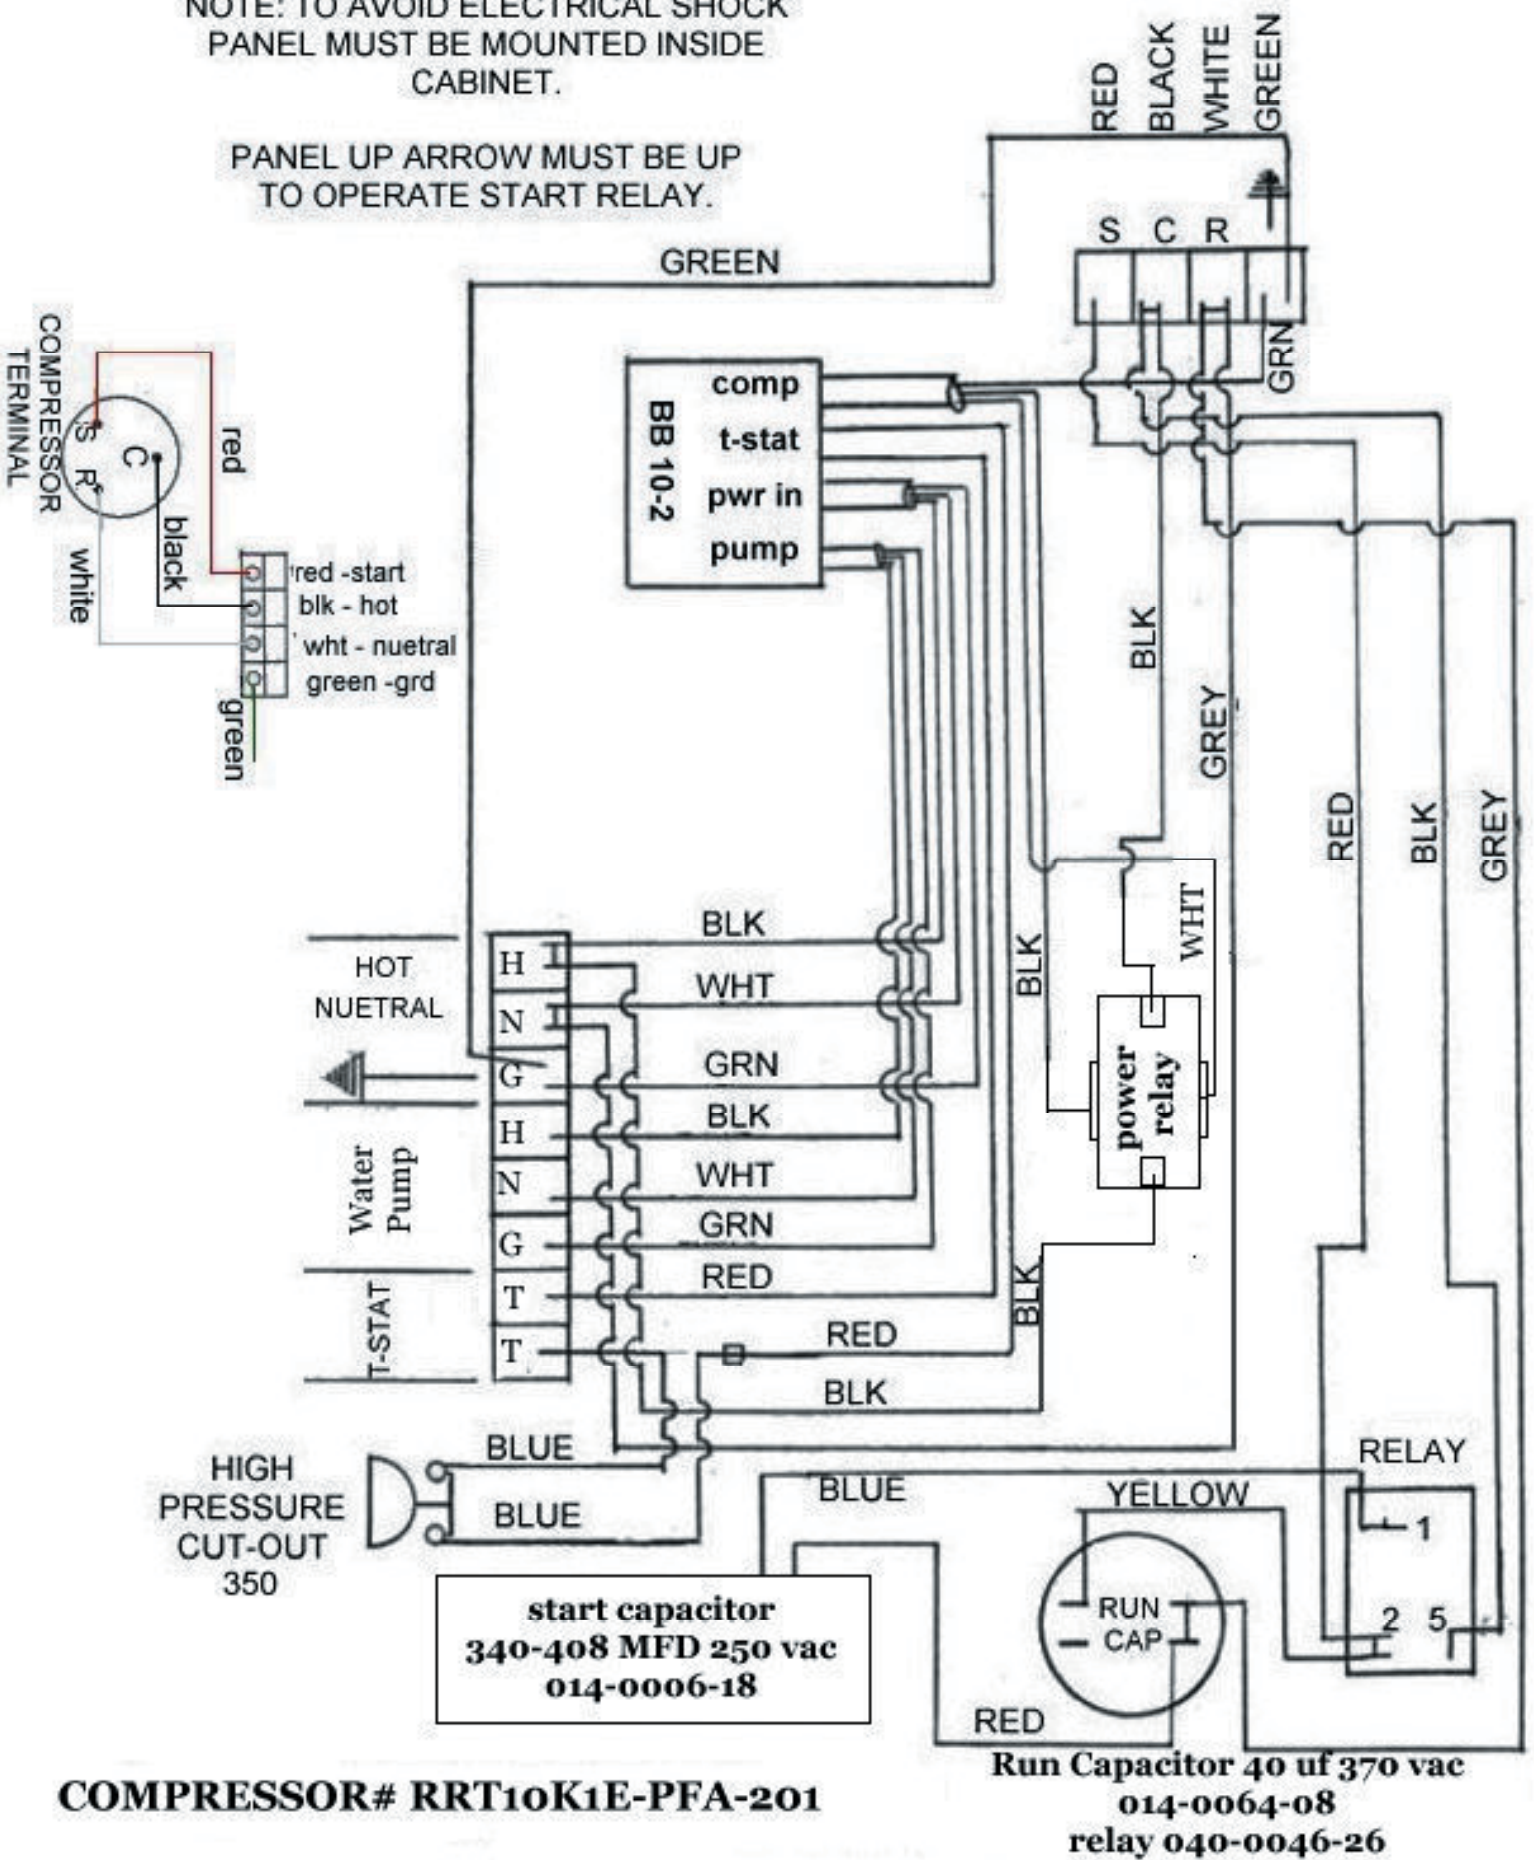 NOTE: TO AVOID ELECTRICAL SHOCK
PANEL MUST BE MOUNTED INSIDE
CABINET.
PANEL UP ARROW MUST BE UP
TO OPERATE START RELAY.
RED
BLACK
WHITE
GREEN
S C R
GREEN
GRN
COMPRESSOR
TERMINAL
S
R
C
red
black
white
red -start
blk - hot
wht - nuetral
green -grd
green
BB 10-2
comp
t-stat
pwr in
pump
BLK
GREY
RED
BLK
GREY
WHT
BLK
power
relay
BLK
HOT
NUETRAL
Water
Pump
T-STAT
H
N
G
H
N
G
T
T
BLK
WHT
GRN
BLK
WHT
GRN
RED
RED
BLK
HIGH
PRESSURE
CUT-OUT
350
BLUE
BLUE
BLUE
YELLOW
RELAY
1
2 5
RUN
CAP
RED
start capacitor
340-408 MFD 250 vac
014-0006-18
COMPRESSOR# RRT10K1E-PFA-201
Run Capacitor 40 uf 370 vac
014-0064-08
relay 040-0046-26